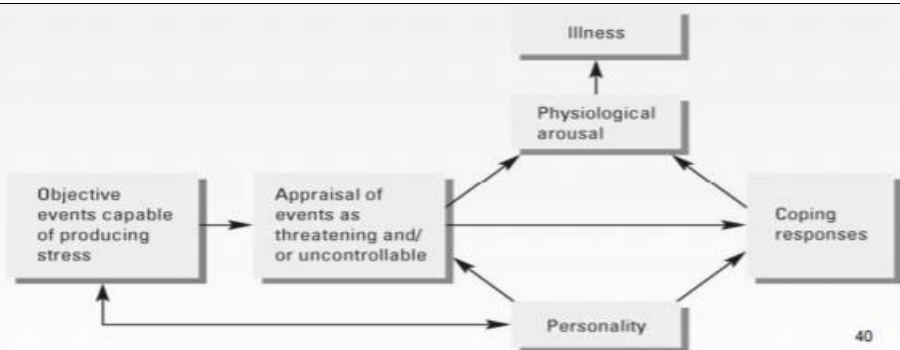 Illness
Physiological
arousal
Objective
events capable
of producing
stress
Appraisal of
events as
threatening and/
or uncontrollable
Coping
responses
Personality
40